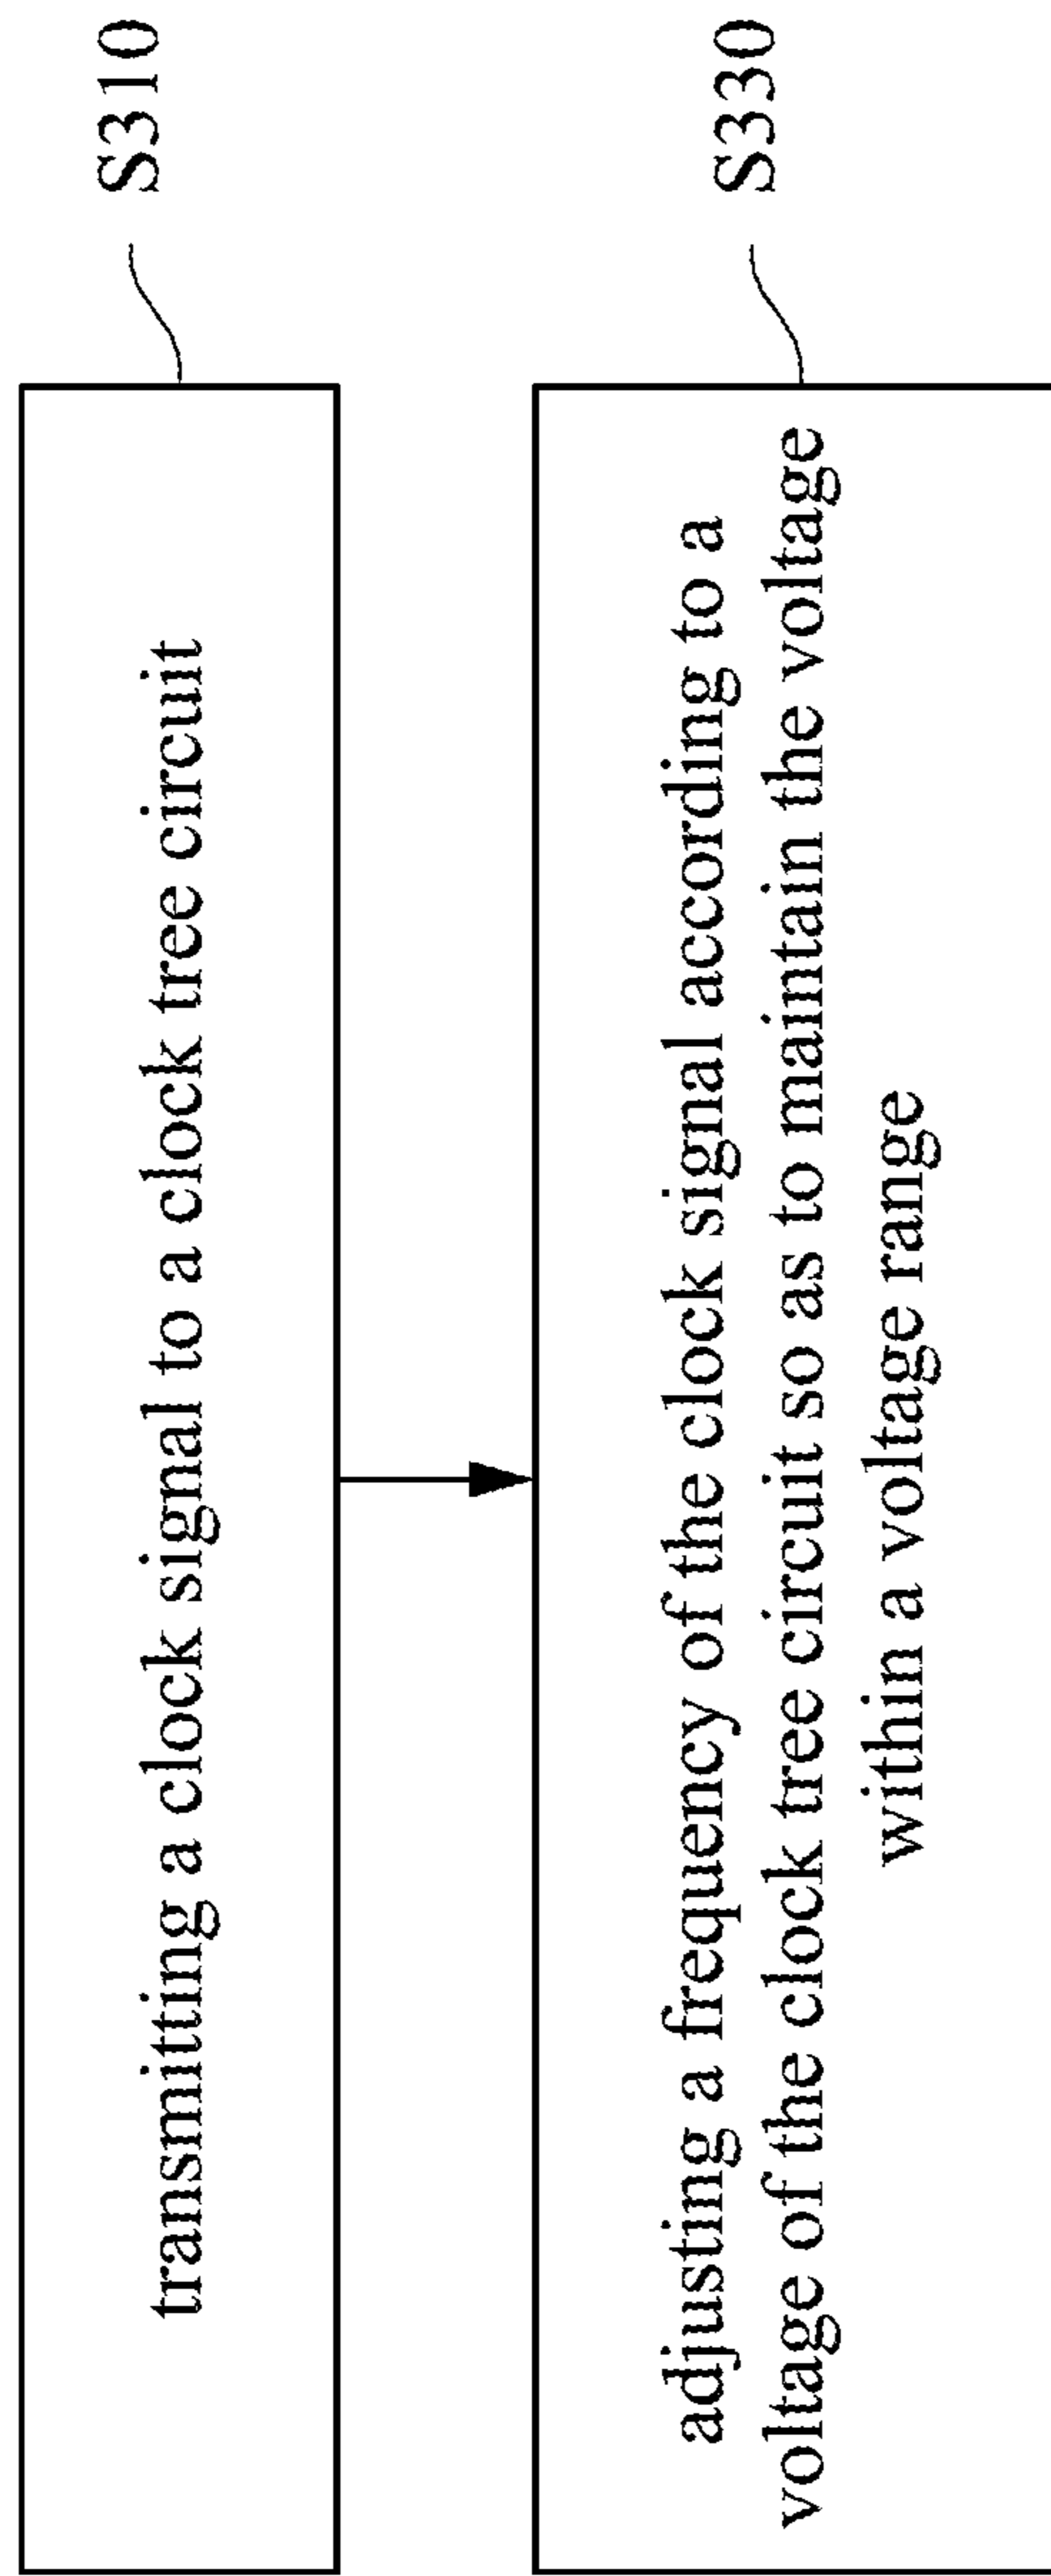 transmitting a clock signal to a clock tree circuit
S310
adjusting a frequency of the clock signal according to a
voltage of the clock tree circuit so as to maintain the voltage
within a voltage range
S330